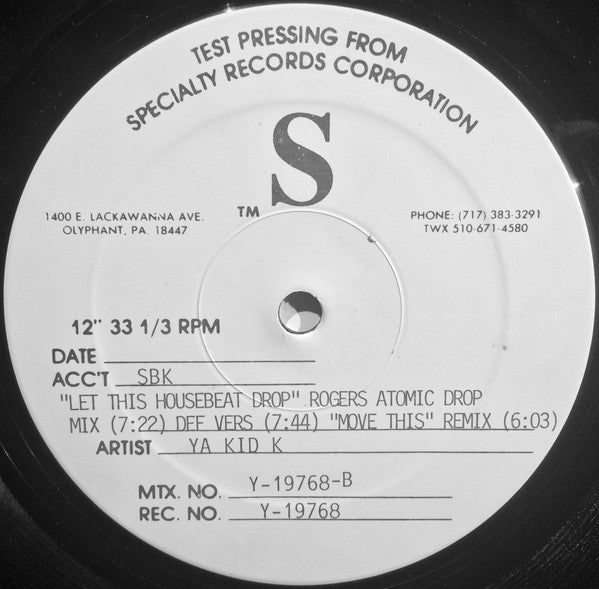 TEST PRESSING FROM
SPECIALTY RECORDS CORPORATION
S
TM
1400 E. LACKAWANNA AVE.
OLYPHANT, PA. 18447
PHONE: (717) 383-3291
TWX 510-671-4580
12" 33 1/3 RPM
DATE
ACC'T SBK
"LET THIS HOUSEBEAT DROP" ROGERS ATOMIC DROP
MIX (7:22) DEF VERS (7:44) "MOVE THIS" REMIX (6:03)
ARTIST YA KID K
MTX. NO. Y-19768-B
REC. NO. Y-19768